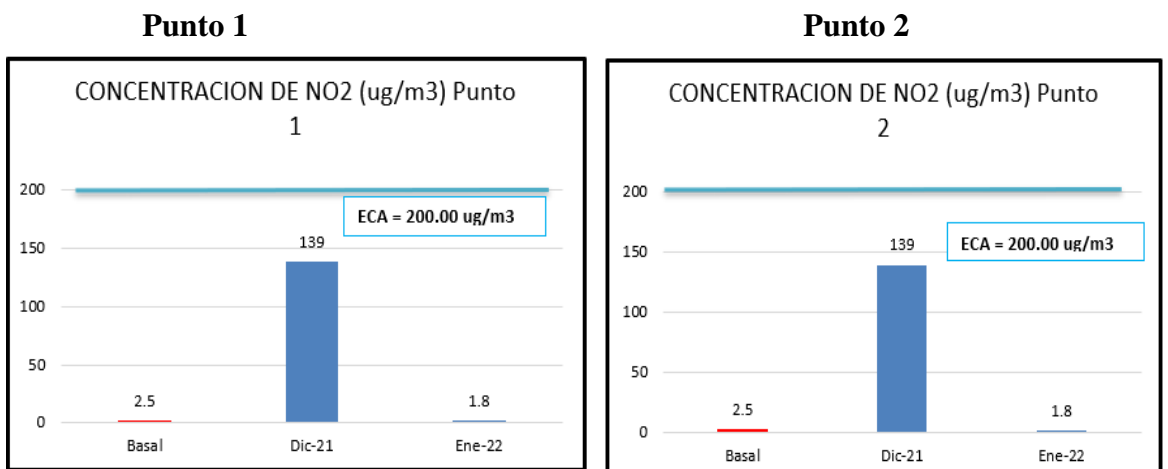 Punto 1
CONCENTRACION DE NO2 (ug/m3) Punto
1
200
ECA = 200.00 ug/m3
150
139
100
50
2.5
1.8
0
Basal
Dic-21
Ene-22
Punto 2
CONCENTRACION DE NO2 (ug/m3) Punto
2
200
ECA = 200.00 ug/m3
150
139
100
50
2.5
1.8
0
Basal
Dic-21
Ene-22